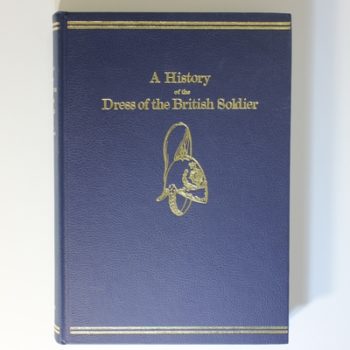 A History
of the
Dress of the British Soldier